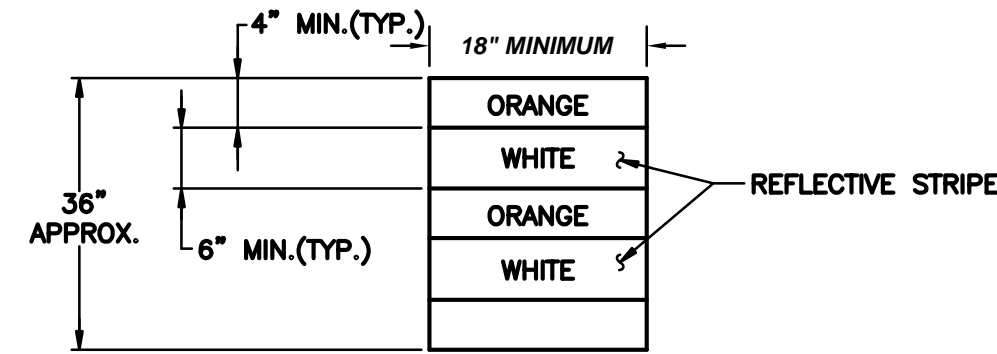 4" MIN.(TYP.)
18" MINIMUM
ORANGE
WHITE
REFLECTIVE STRIPE
36"
APPROX.
ORANGE
6" MIN.(TYP.)
WHITE